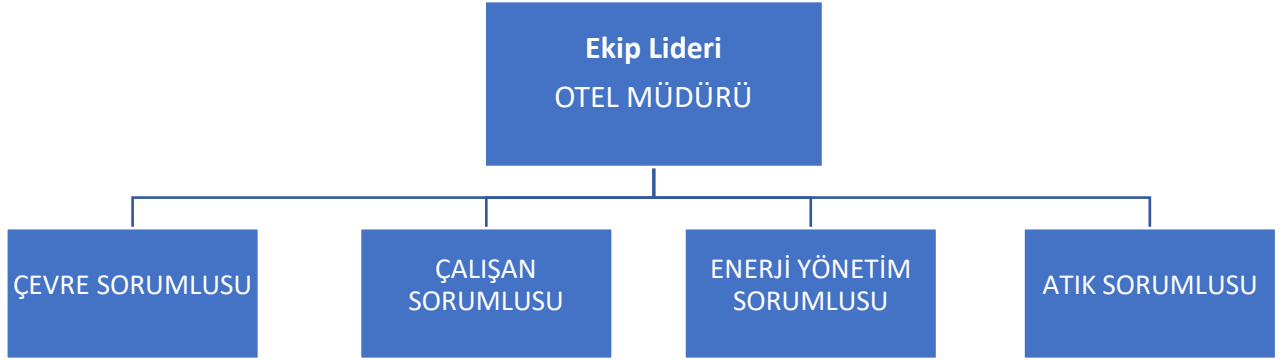 Ekip Lideri
OTEL MÜDÜRÜ
ÇEVRE SORUMLUSU
ÇALIŞAN
SORUMLUSU
ENERJİ YÖNETİM
SORUMLUSU
ATIK SORUMLUSU